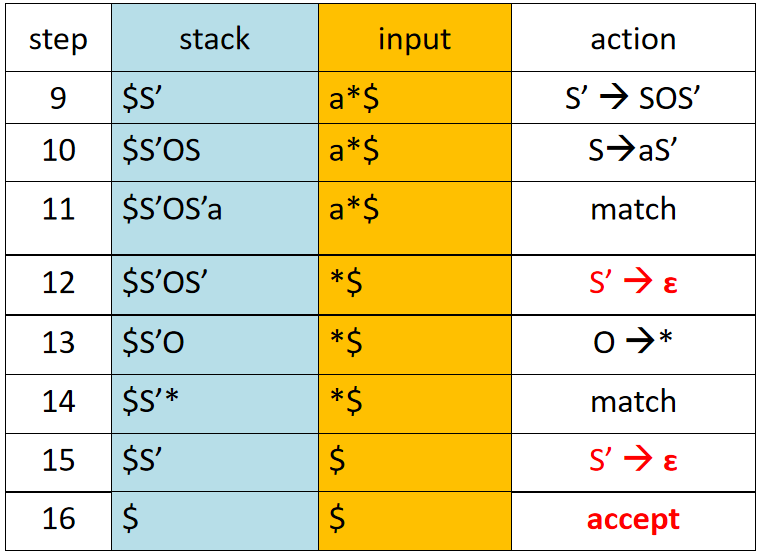 step stack input action
9 $S’ a*$ S’ → SOS’
10 $S’OS a*$ S→aS’
11 $S’OS’a a*$ match
12 $S’OS’ *$ S’ → ε
13 $S’O *$ O →*
14 $S’* *$ match
15 $S’ $ S’ → ε
16 $ $ accept